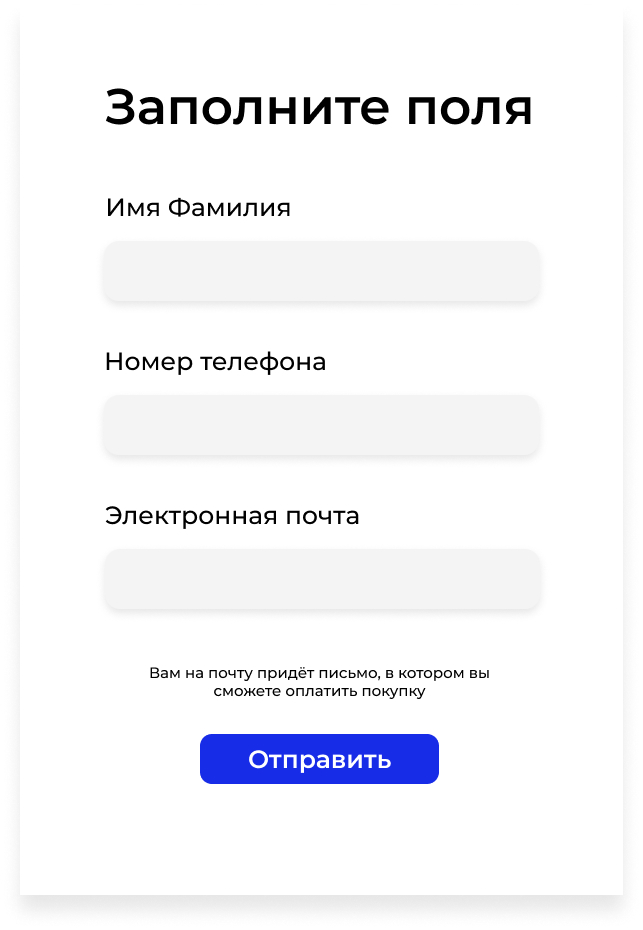 Заполните поля
Имя Фамилия
Номер телефона
Электронная почта
Вам на почту придёт письмо, в котором вы
сможете оплатить покупку
Отправить